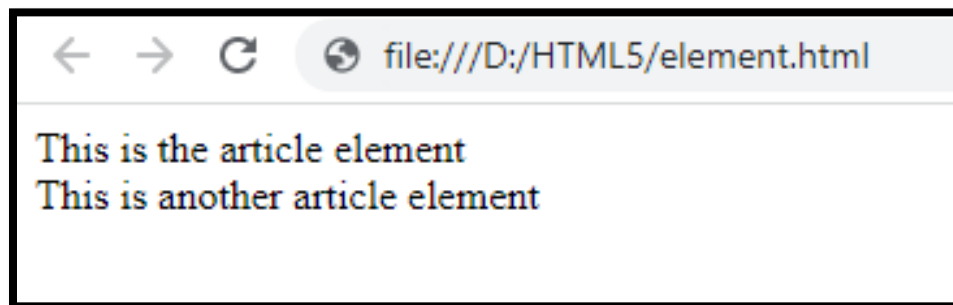 file:///D:/HTML5/element.html
This is the article element
This is another article element